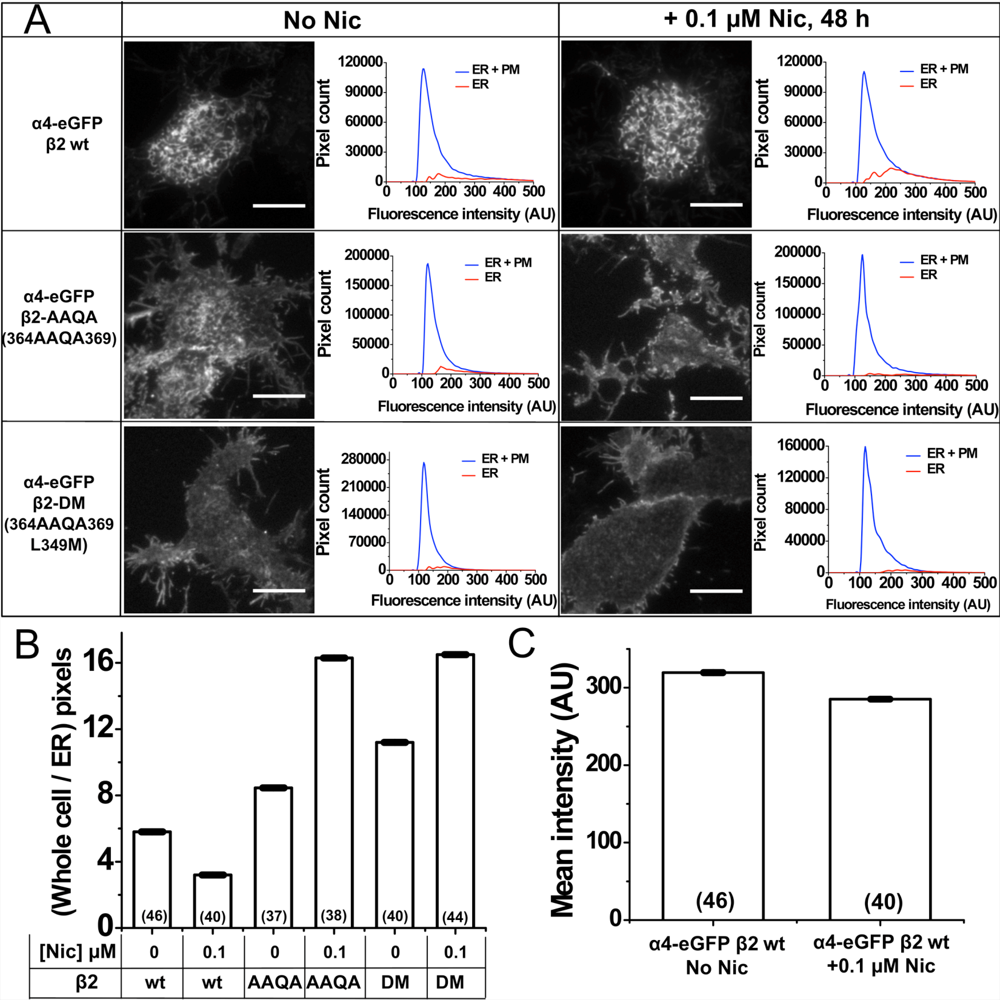 A
No Nic
+ 0.1 µM Nic, 48 h
α4-eGFP
β2 wt
Pixel count
120000
90000
60000
30000
0
0 100 200 300 400 500
Fluorescence intensity (AU)
ER + PM
ER
Pixel count
120000
90000
60000
30000
0
0 100 200 300 400 500
Fluorescence intensity (AU)
ER + PM
ER
α4-eGFP
β2-AAQA
(364AAQA369)
Pixel count
200000
150000
100000
50000
0
0 100 200 300 400 500
Fluorescence intensity (AU)
ER + PM
ER
Pixel count
200000
150000
100000
50000
0
0 100 200 300 400 500
Fluorescence intensity (AU)
ER + PM
ER
α4-eGFP
β2-DM
(364AAQA369
L349M)
Pixel count
280000
210000
140000
70000
0
0 100 200 300 400 500
Fluorescence intensity (AU)
ER + PM
ER
Pixel count
160000
120000
80000
40000
0
0 100 200 300 400 500
Fluorescence intensity (AU)
ER + PM
ER
B
(Whole cell / ER) pixels
16
12
8
4
0
(46) (40) (37) (38) (40) (44)
[Nic] µM 0 0.1 0 0.1 0 0.1
β2 wt wt AAQA AAQA DM DM
C
Mean intensity (AU)
300
200
100
0
(46) (40)
α4-eGFP β2 wt
No Nic
α4-eGFP β2 wt
+0.1 µM Nic